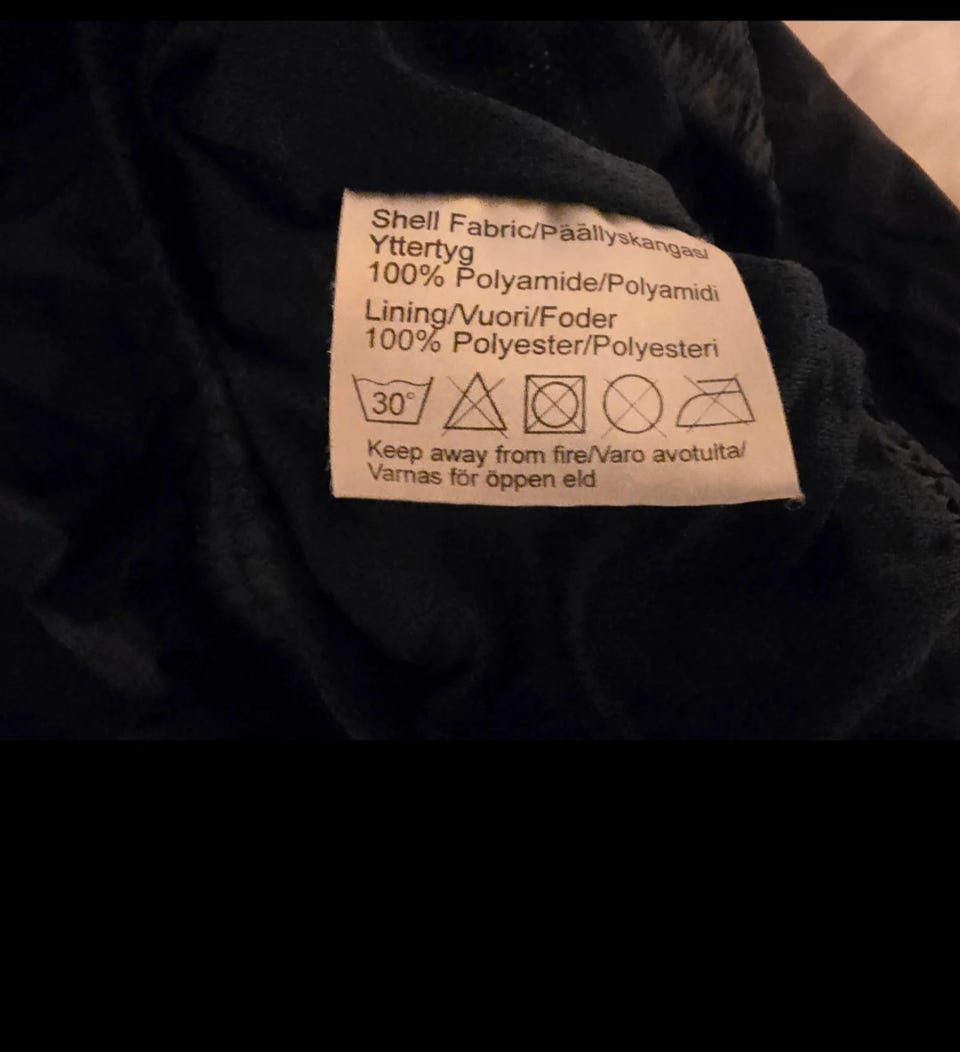 Shell Fabric/Päällyskangas/
Yttertyg
100% Polyamide/Polyamidi
Lining/Vuori/Foder
100% Polyester/Polyesteri
30°
Keep away from fire/Varo avotulta/
Varnas för öppen eld